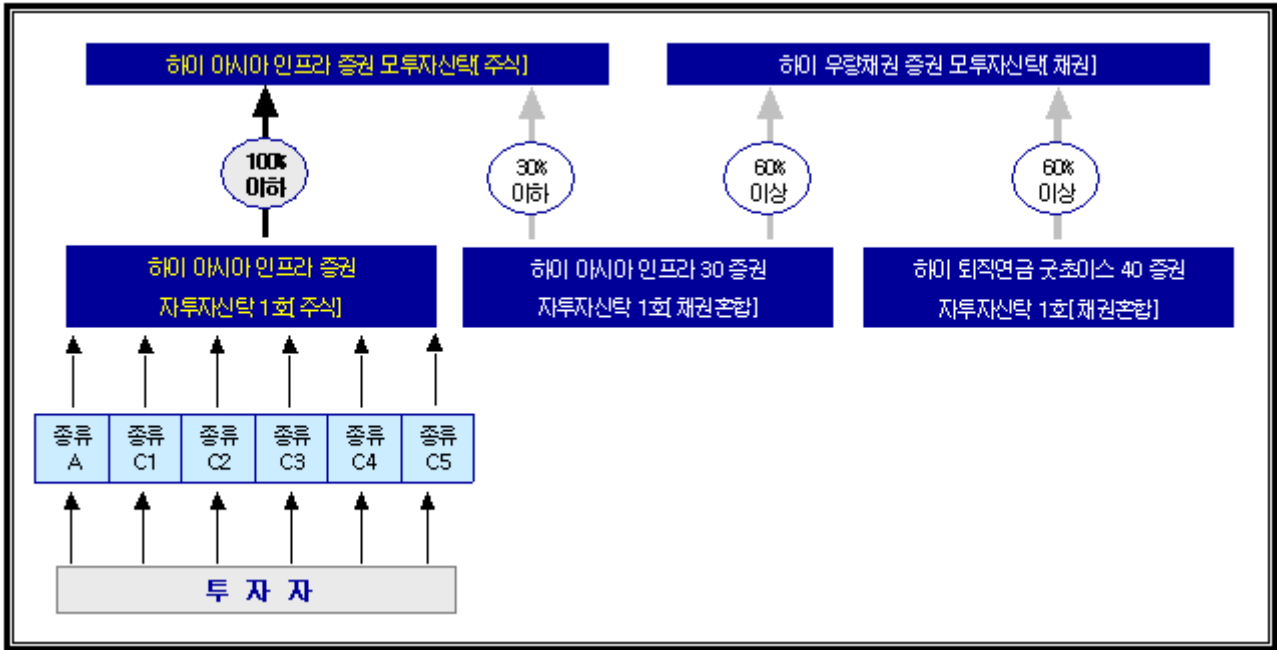 하이 아시아 인프라 증권 모투자신탁[ 주식]
하이 우량채권 증권 모투자신탁[ 채권]
100%
이하
30%
이하
60%
이상
60%
이상
하이 아시아 인프라 증권
자투자신탁 1호[ 주식]
하이 아시아 인프라 30 증권
자투자신탁 1호[ 채권혼합]
하이 퇴직연금 굿초이스 40 증권
자투자신탁 1호[ 채권혼합]
종류
A
종류
C1
종류
C2
종류
C3
종류
C4
종류
C5
투 자 자